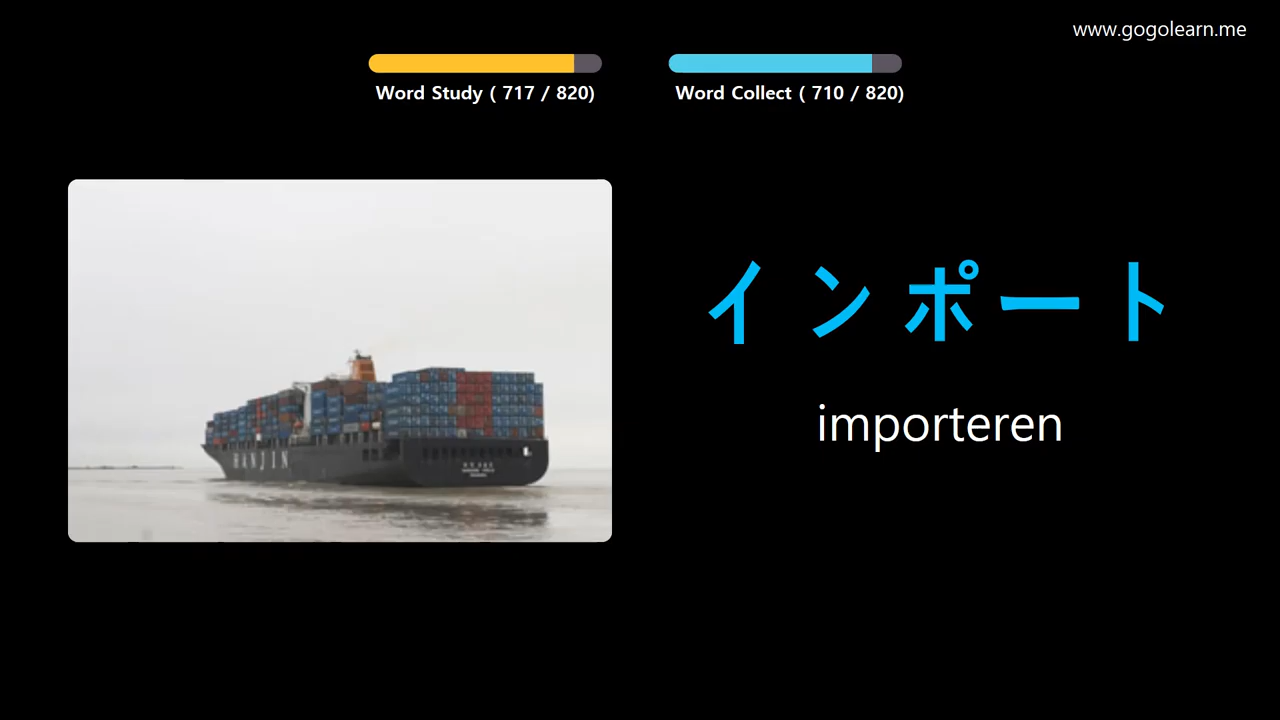 www.gogolearn.me
Word Study ( 717 / 820)
Word Collect ( 710 / 820)
インポート
importeren
HANJIN